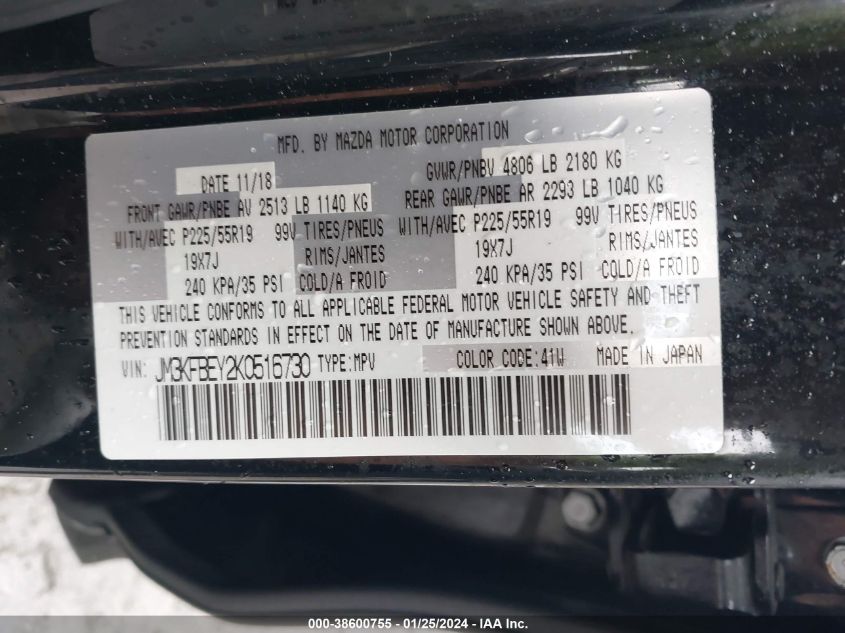 MFD. BY MAZDA MOTOR CORPORATION
DATE 11/18 GVWR/PNBV 4806 LB 2180 KG
FRONT GAWR/PNBE AV 2513 LB 1140 KG REAR GAWR/PNBE AR 2293 LB 1040 KG
WITH/AVEC P225/55R19 99V TIRES/PNEUS WITH/AVEC P225/55R19 99V TIRES/PNEUS
19X7J RIMS/JANTES 19X7J RIMS/JANTES
240 KPA/35 PSI COLD/A FROID 240 KPA/35 PSI COLD/A FROID
THIS VEHICLE CONFORMS TO ALL APPLICABLE FEDERAL MOTOR VEHICLE SAFETY AND THEFT
PREVENTION STANDARDS IN EFFECT ON THE DATE OF MANUFACTURE SHOWN ABOVE.
VIN: JM3KFBEY2K0516730 TYPE:MPV COLOR CODE:41W MADE IN JAPAN
000-38600755 - 01/25/2024 - IAAI.COM